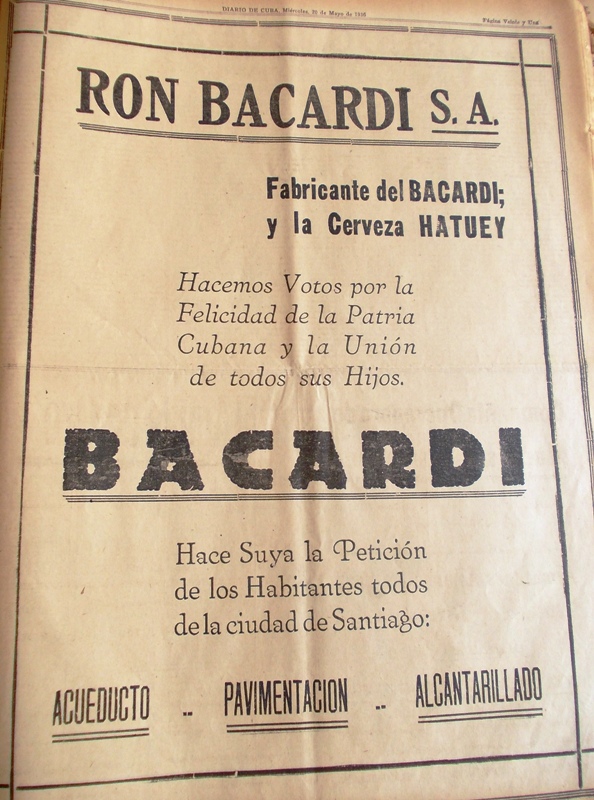 DIARIO DE CUBA, Miércoles, 20 de Mayo de 1936
Página Veinte y Una
RON BACARDI S. A.
Fabricante del BACARDI;
y la Cerveza HATUEY
Hacemos Votos por la
Felicidad de la Patria
Cubana y la Unión
de todos sus Hijos.
BACARDI
Hace Suya la Petición
de los Habitantes todos
de la ciudad de Santiago:
ACUEDUCTO -- PAVIMENTACION -- ALCANTARILLADO